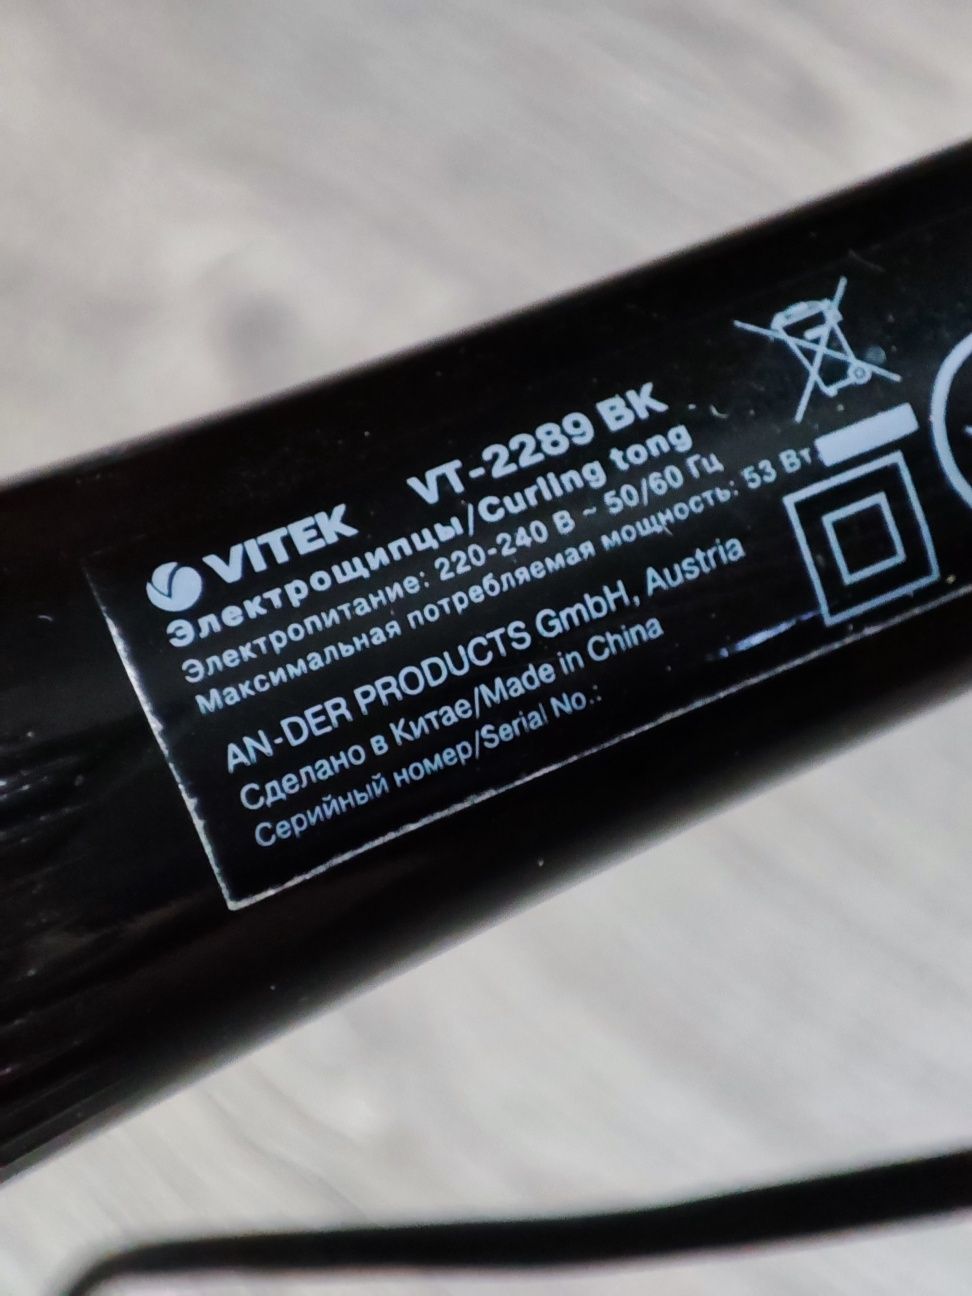 VITEK VT-2289 BK
Электрощипцы/Curling tong
Электропитание: 220-240 В ~ 50/60 Гц
Максимальная потребляемая мощность: 53 Вт
AN-DER PRODUCTS GmbH, Austria
Сделано в Китае/Made in China
Серийный номер/Serial No.: